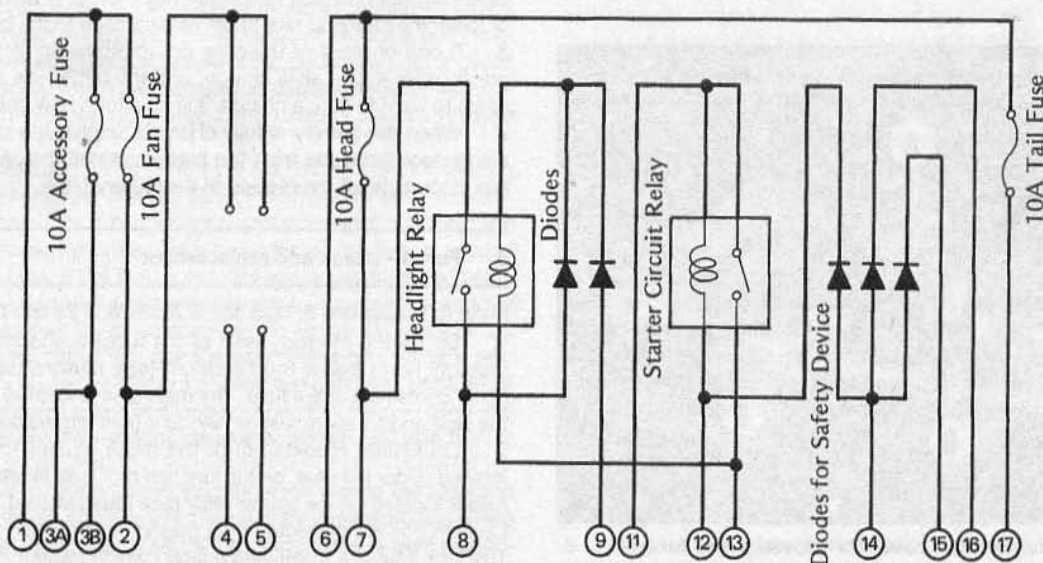 10A Accessory Fuse
10A Fan Fuse
10A Head Fuse
Headlight Relay
Diodes
Starter Circuit Relay
Diodes for Safety Device
10A Tail Fuse
1
3A
3B
2
4
5
6
7
8
9
11
12
13
14
15
16
17